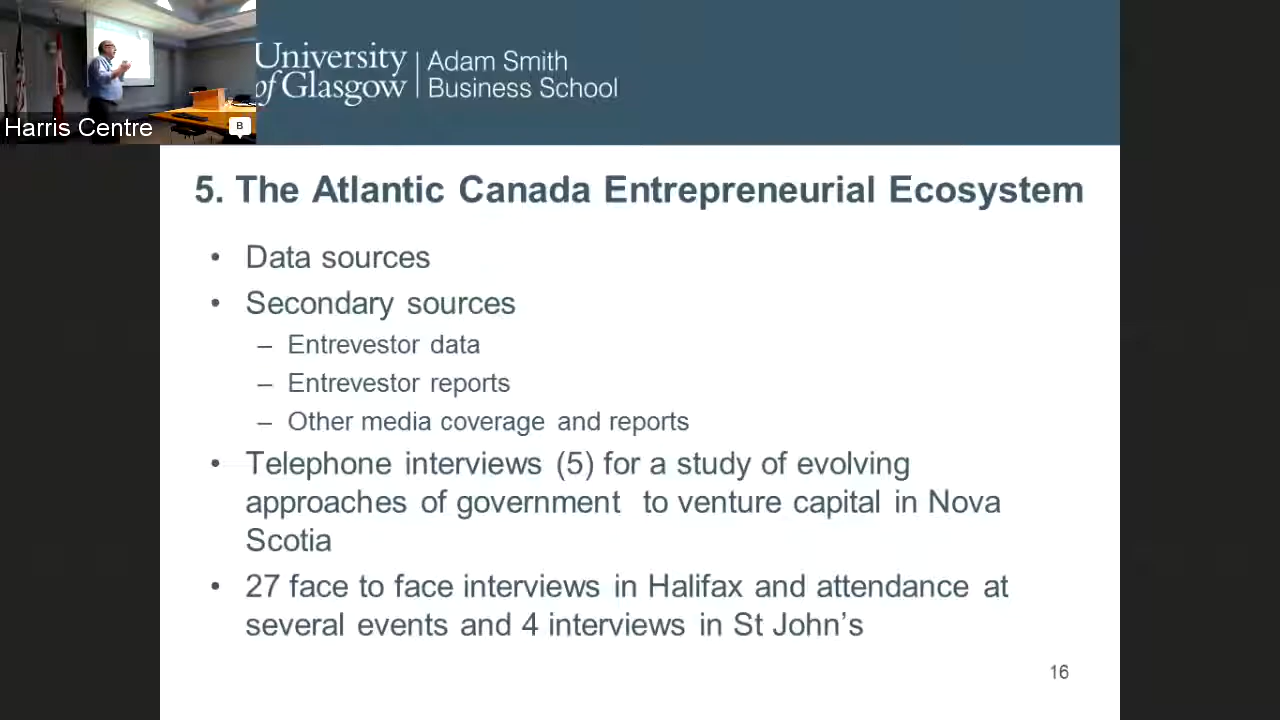 University
of Glasgow
Adam Smith
Business School
Harris Centre
B
5. The Atlantic Canada Entrepreneurial Ecosystem
• Data sources
• Secondary sources
– Entrevestor data
– Entrevestor reports
– Other media coverage and reports
• Telephone interviews (5) for a study of evolving
approaches of government to venture capital in Nova
Scotia
• 27 face to face interviews in Halifax and attendance at
several events and 4 interviews in St John’s
16